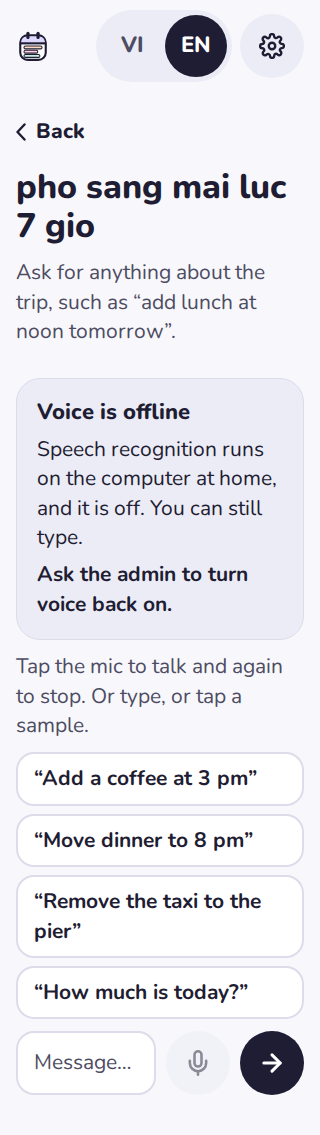 VI
EN
Back
pho sang mai luc
7 gio
Ask for anything about the
trip, such as “add lunch at
noon tomorrow”.
Voice is offline
Speech recognition runs
on the computer at home,
and it is off. You can still
type.
Ask the admin to turn
voice back on.
Tap the mic to talk and again
to stop. Or type, or tap a
sample.
“Add a coffee at 3 pm”
“Move dinner to 8 pm”
“Remove the taxi to the
pier”
“How much is today?”
Message...